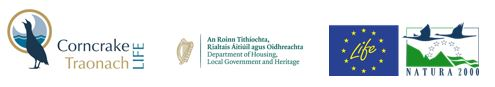 Corncrake
Traonach
LIFE
An Roinn Tithíochta,
Rialtais Áitiúil agus Oidhreachta
Department of Housing,
Local Government and Heritage
Life
NATURA 2000